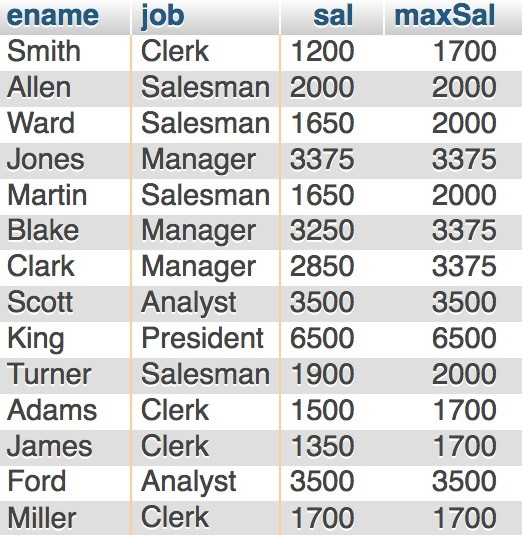 ename job sal maxSal
Smith Clerk 1200 1700
Allen Salesman 2000 2000
Ward Salesman 1650 2000
Jones Manager 3375 3375
Martin Salesman 1650 2000
Blake Manager 3250 3375
Clark Manager 2850 3375
Scott Analyst 3500 3500
King President 6500 6500
Turner Salesman 1900 2000
Adams Clerk 1500 1700
James Clerk 1350 1700
Ford Analyst 3500 3500
Miller Clerk 1700 1700